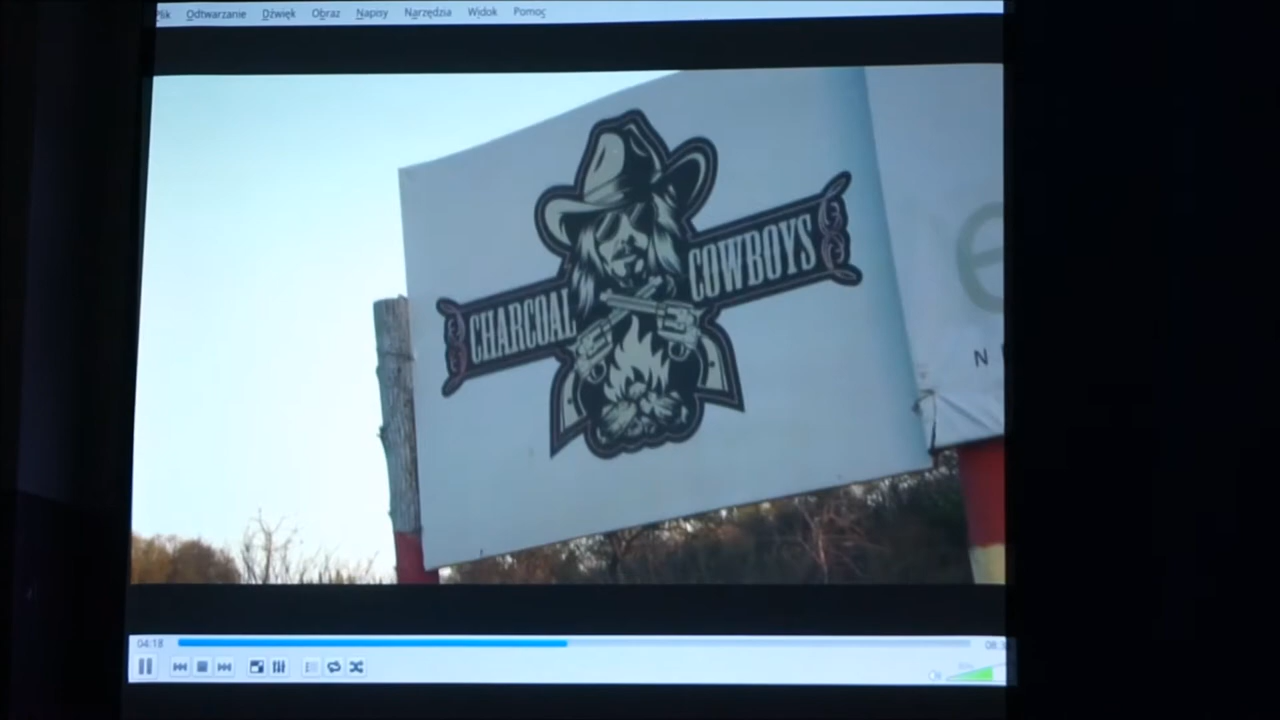 Plik Odtwarzanie Dźwięk Obraz Napisy Narzędzia Widok Pomoc
CHARCOAL COWBOYS
e
N
04:18